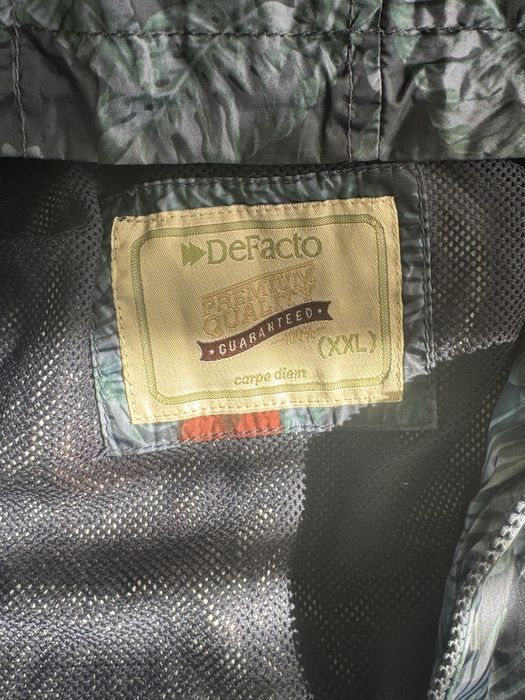 DeFacto
PREMIUM
QUALITY
• GUARANTEED •
(XXL)
carpe diem